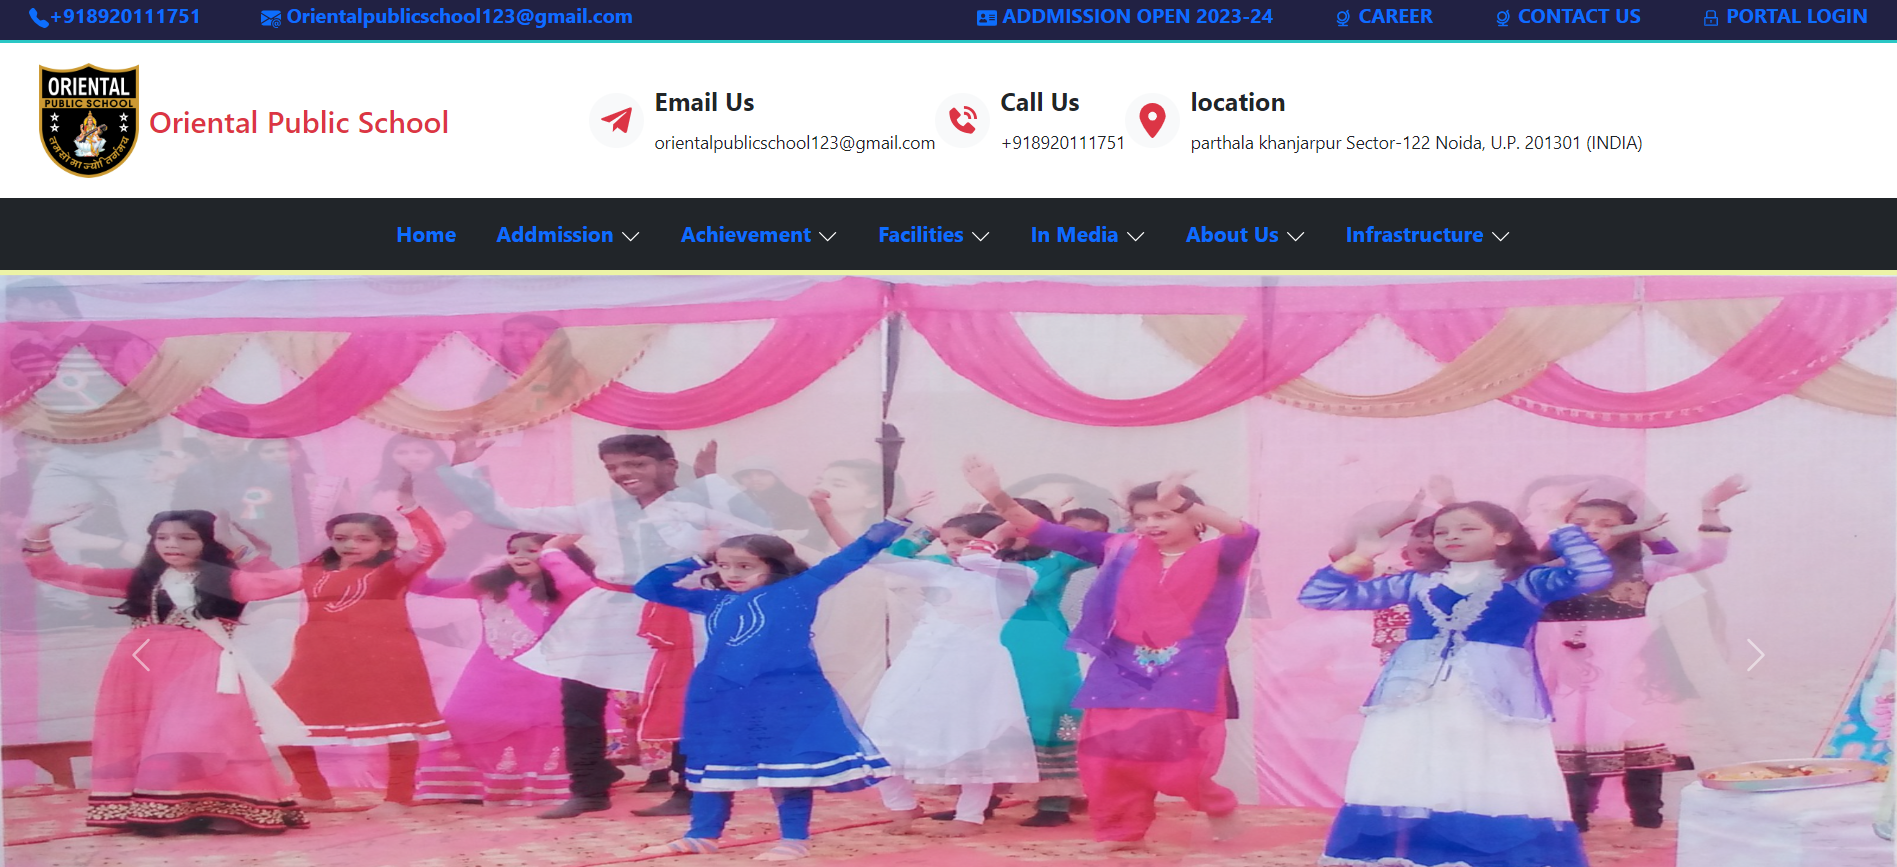 +918920111751 Orientalpublicschool123@gmail.com ADDMISSION OPEN 2023-24 CAREER CONTACT US PORTAL LOGIN
ORIENTAL
PUBLIC SCHOOL
तमसो मा ज्योतिर्गमय
Oriental Public School
Email Us
orientalpublicschool123@gmail.com
Call Us
+918920111751
location
parthala khanjarpur Sector-122 Noida, U.P. 201301 (INDIA)
Home Addmission Achievement Facilities In Media About Us Infrastructure